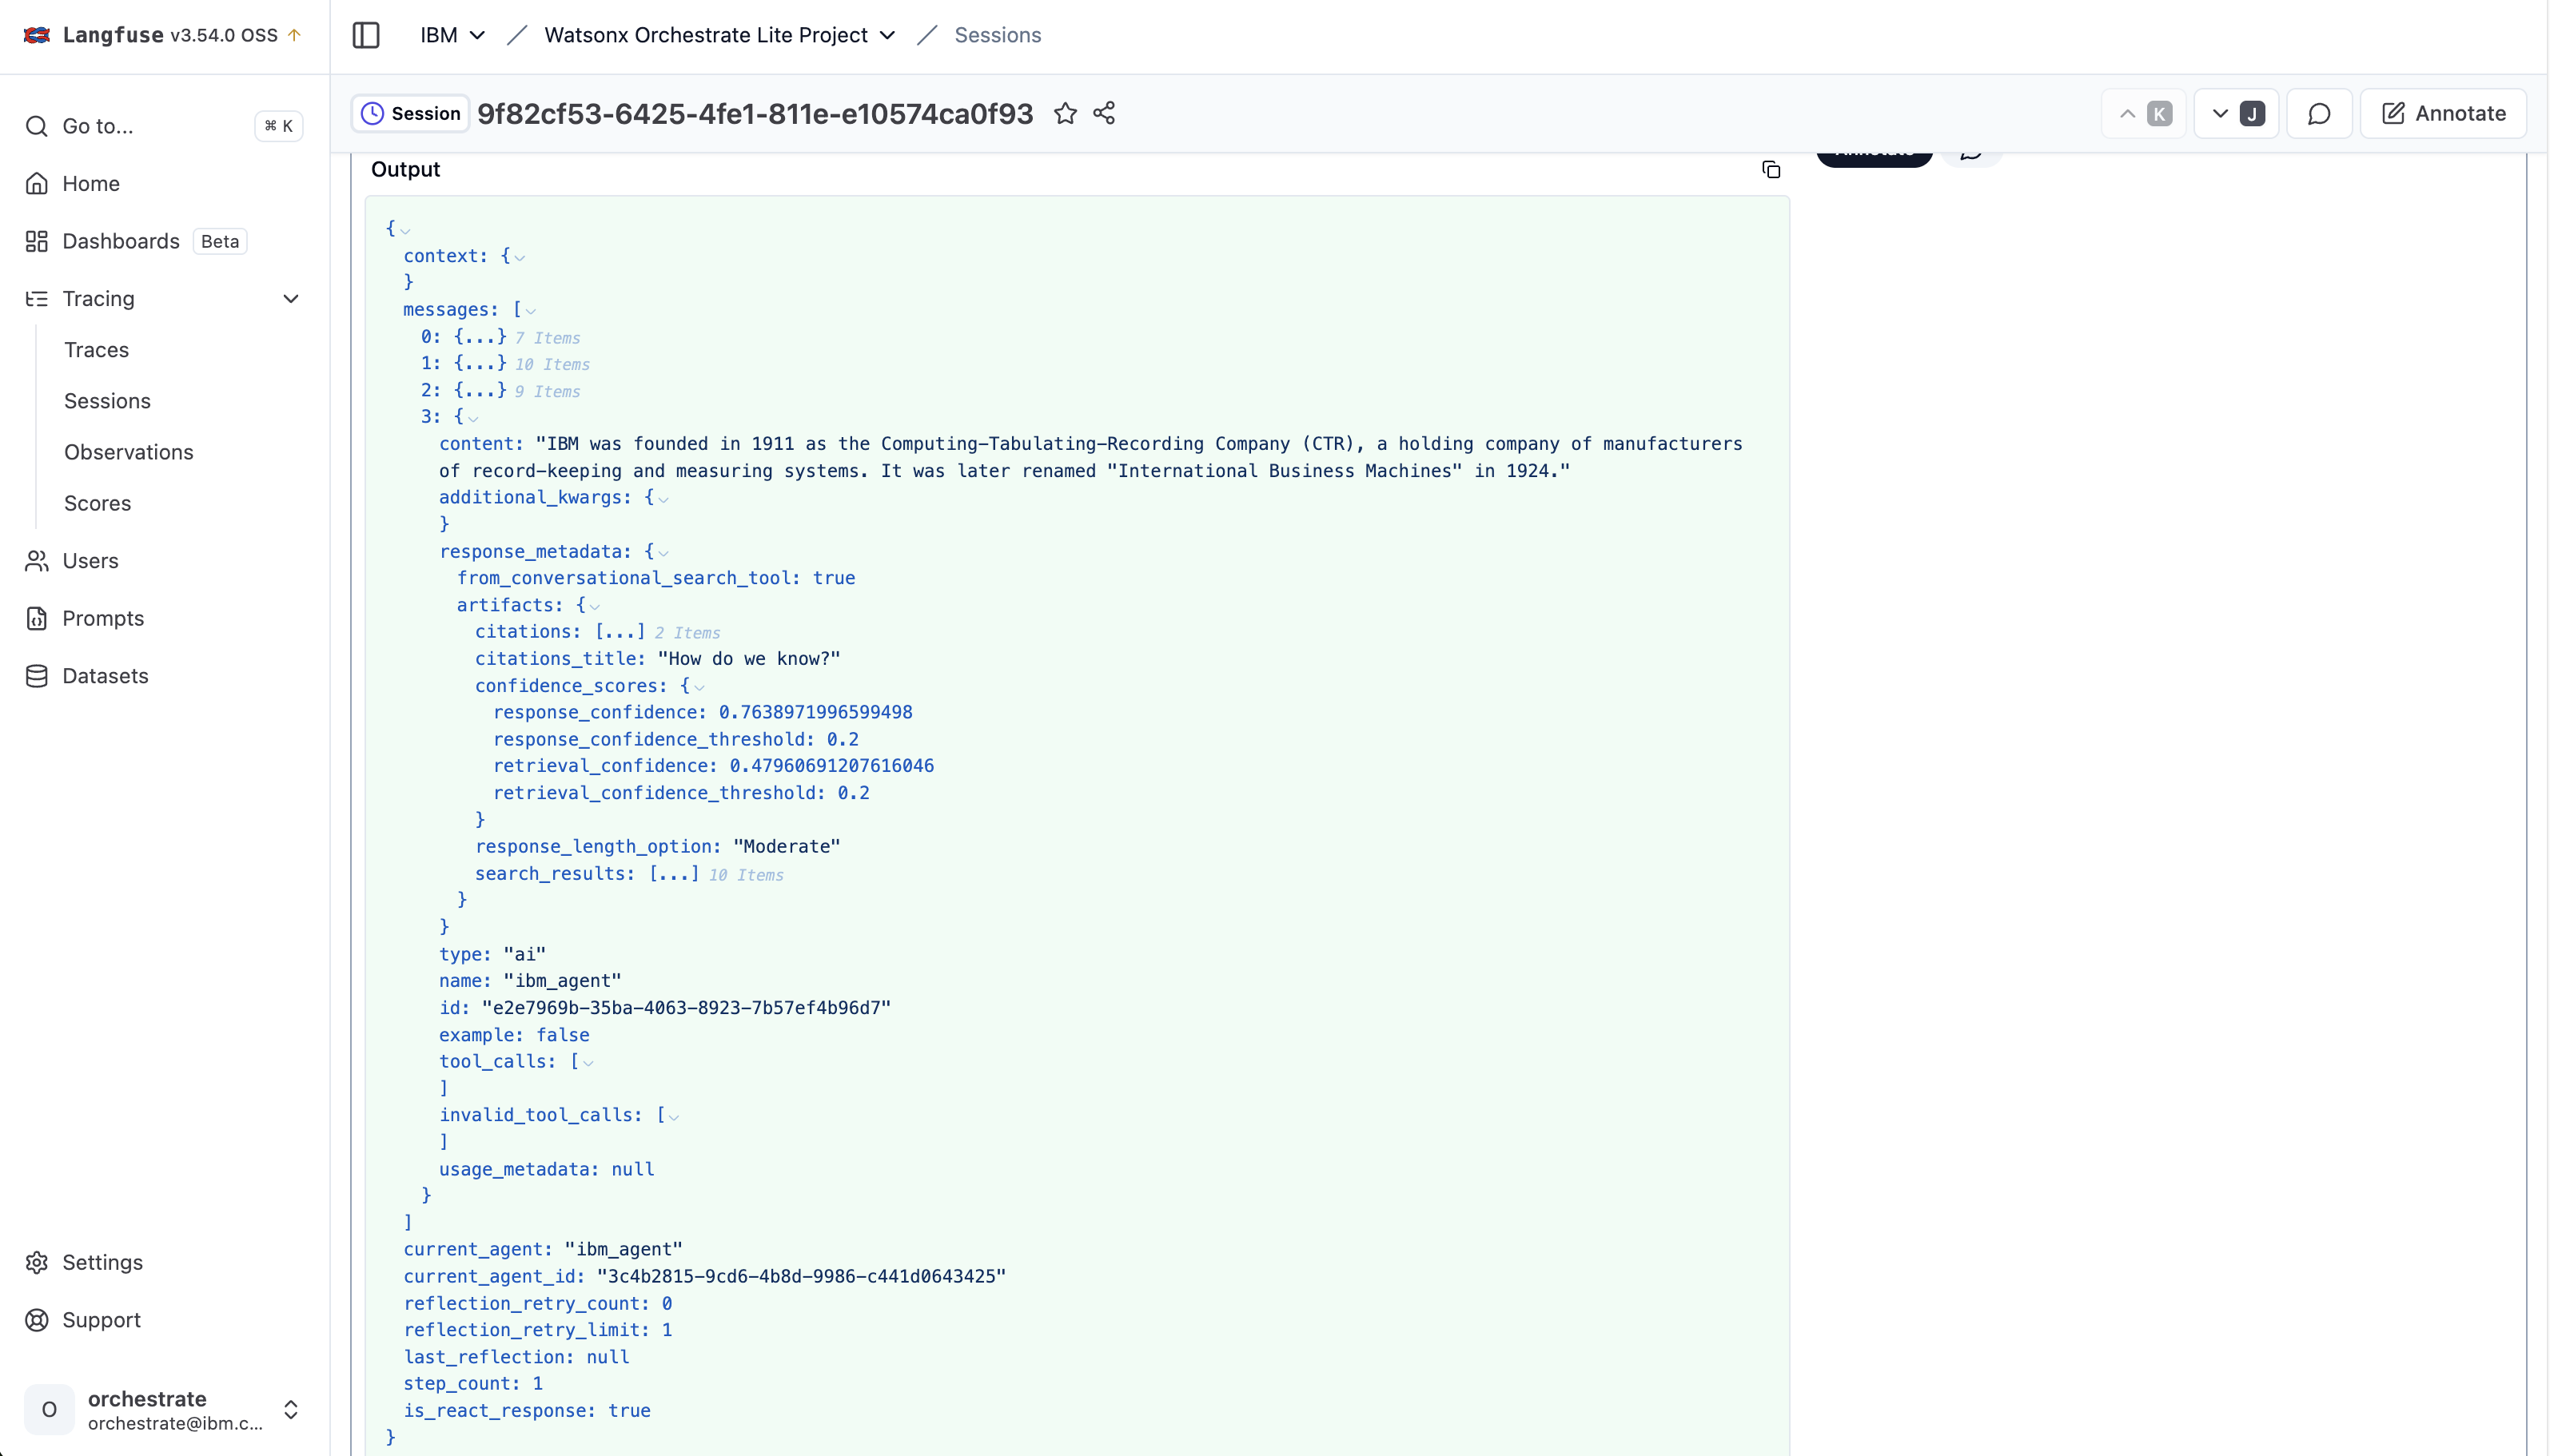 Langfuse v3.54.0 OSS ↑
IBM / Watsonx Orchestrate Lite Project / Sessions
Go to... ⌘ K
Home
Dashboards Beta
Tracing
Traces
Sessions
Observations
Scores
Users
Prompts
Datasets
Settings
Support
O
orchestrate
orchestrate@ibm.c...
Session 9f82cf53-6425-4fe1-811e-e10574ca0f93
K J Annotate
Annotate
Output
{
context: {
}
messages: [
0: {...} 7 Items
1: {...} 10 Items
2: {...} 9 Items
3: {
content: "IBM was founded in 1911 as the Computing-Tabulating-Recording Company (CTR), a holding company of manufacturers
of record-keeping and measuring systems. It was later renamed "International Business Machines" in 1924."
additional_kwargs: {
}
response_metadata: {
from_conversational_search_tool: true
artifacts: {
citations: [...] 2 Items
citations_title: "How do we know?"
confidence_scores: {
response_confidence: 0.7638971996599498
response_confidence_threshold: 0.2
retrieval_confidence: 0.47960691207616046
retrieval_confidence_threshold: 0.2
}
response_length_option: "Moderate"
search_results: [...] 10 Items
}
}
type: "ai"
name: "ibm_agent"
id: "e2e7969b-35ba-4063-8923-7b57ef4b96d7"
example: false
tool_calls: [
]
invalid_tool_calls: [
]
usage_metadata: null
}
]
current_agent: "ibm_agent"
current_agent_id: "3c4b2815-9cd6-4b8d-9986-c441d0643425"
reflection_retry_count: 0
reflection_retry_limit: 1
last_reflection: null
step_count: 1
is_react_response: true
}